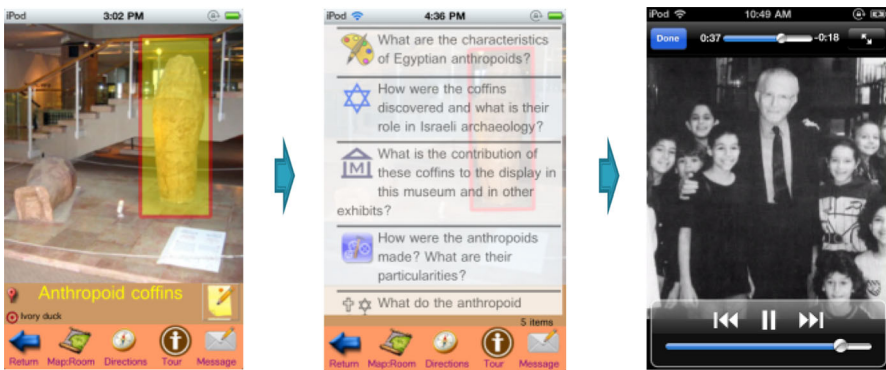 iPod 3:02 PM
Anthropoid coffins
Ivory duck
Return Map:Room Directions Tour Message
iPod 4:36 PM
What are the characteristics
of Egyptian anthropoids?
How were the coffins
discovered and what is their
role in Israeli archaeology?
What is the contribution of
these coffins to the display in
this museum and in other
exhibits?
How were the anthropoids
made? What are their
particularities?
What do the anthropoid
5 items
Return Map:Room Directions Tour Message
iPod 10:49 AM
Done 0:37 -0:18